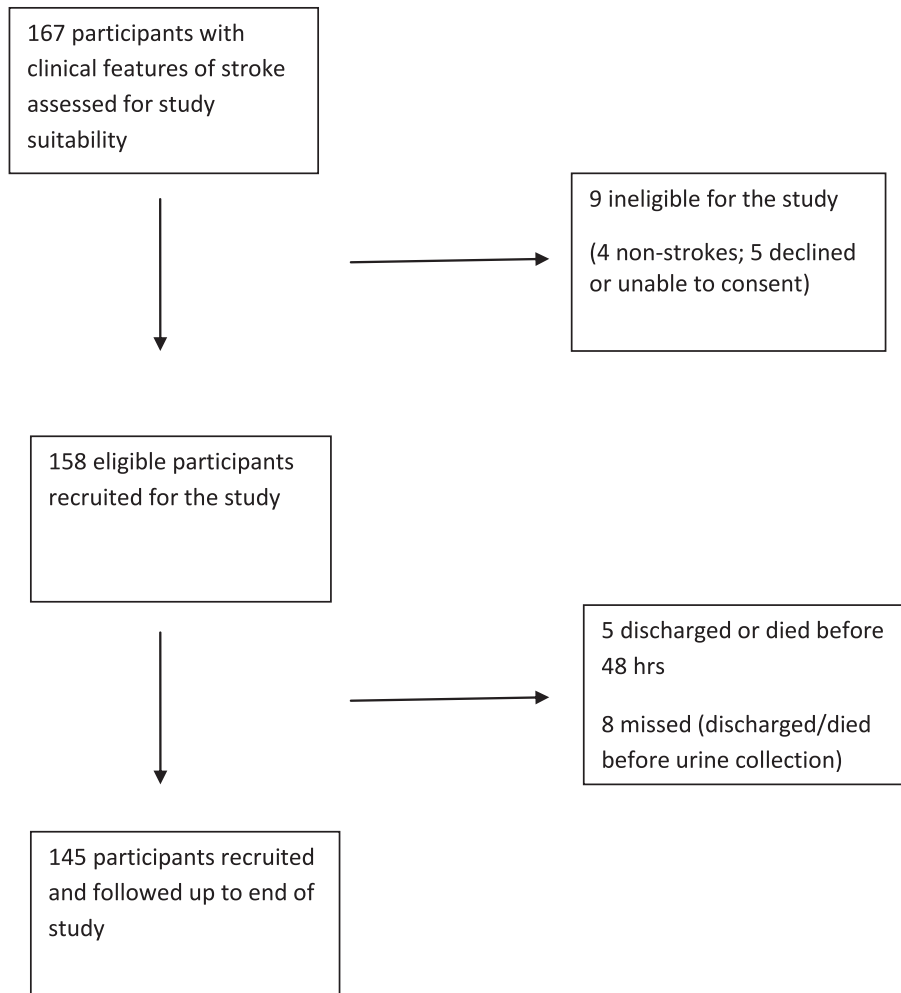 167 participants with
clinical features of stroke
assessed for study
suitability
9 ineligible for the study
(4 non-strokes; 5 declined
or unable to consent)
158 eligible participants
recruited for the study
5 discharged or died before
48 hrs
8 missed (discharged/died
before urine collection)
145 participants recruited
and followed up to end of
study